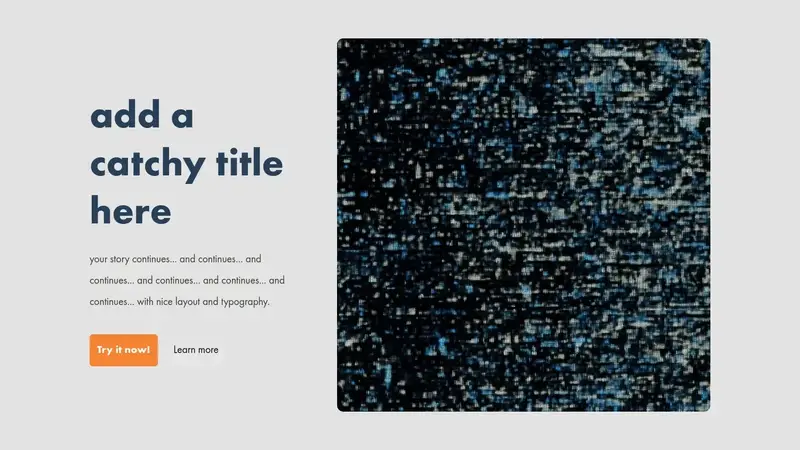 add a
catchy title
here
your story continues... and continues... and
continues... and continues... and continues... and
continues... with nice layout and typography.
Try it now!
Learn more